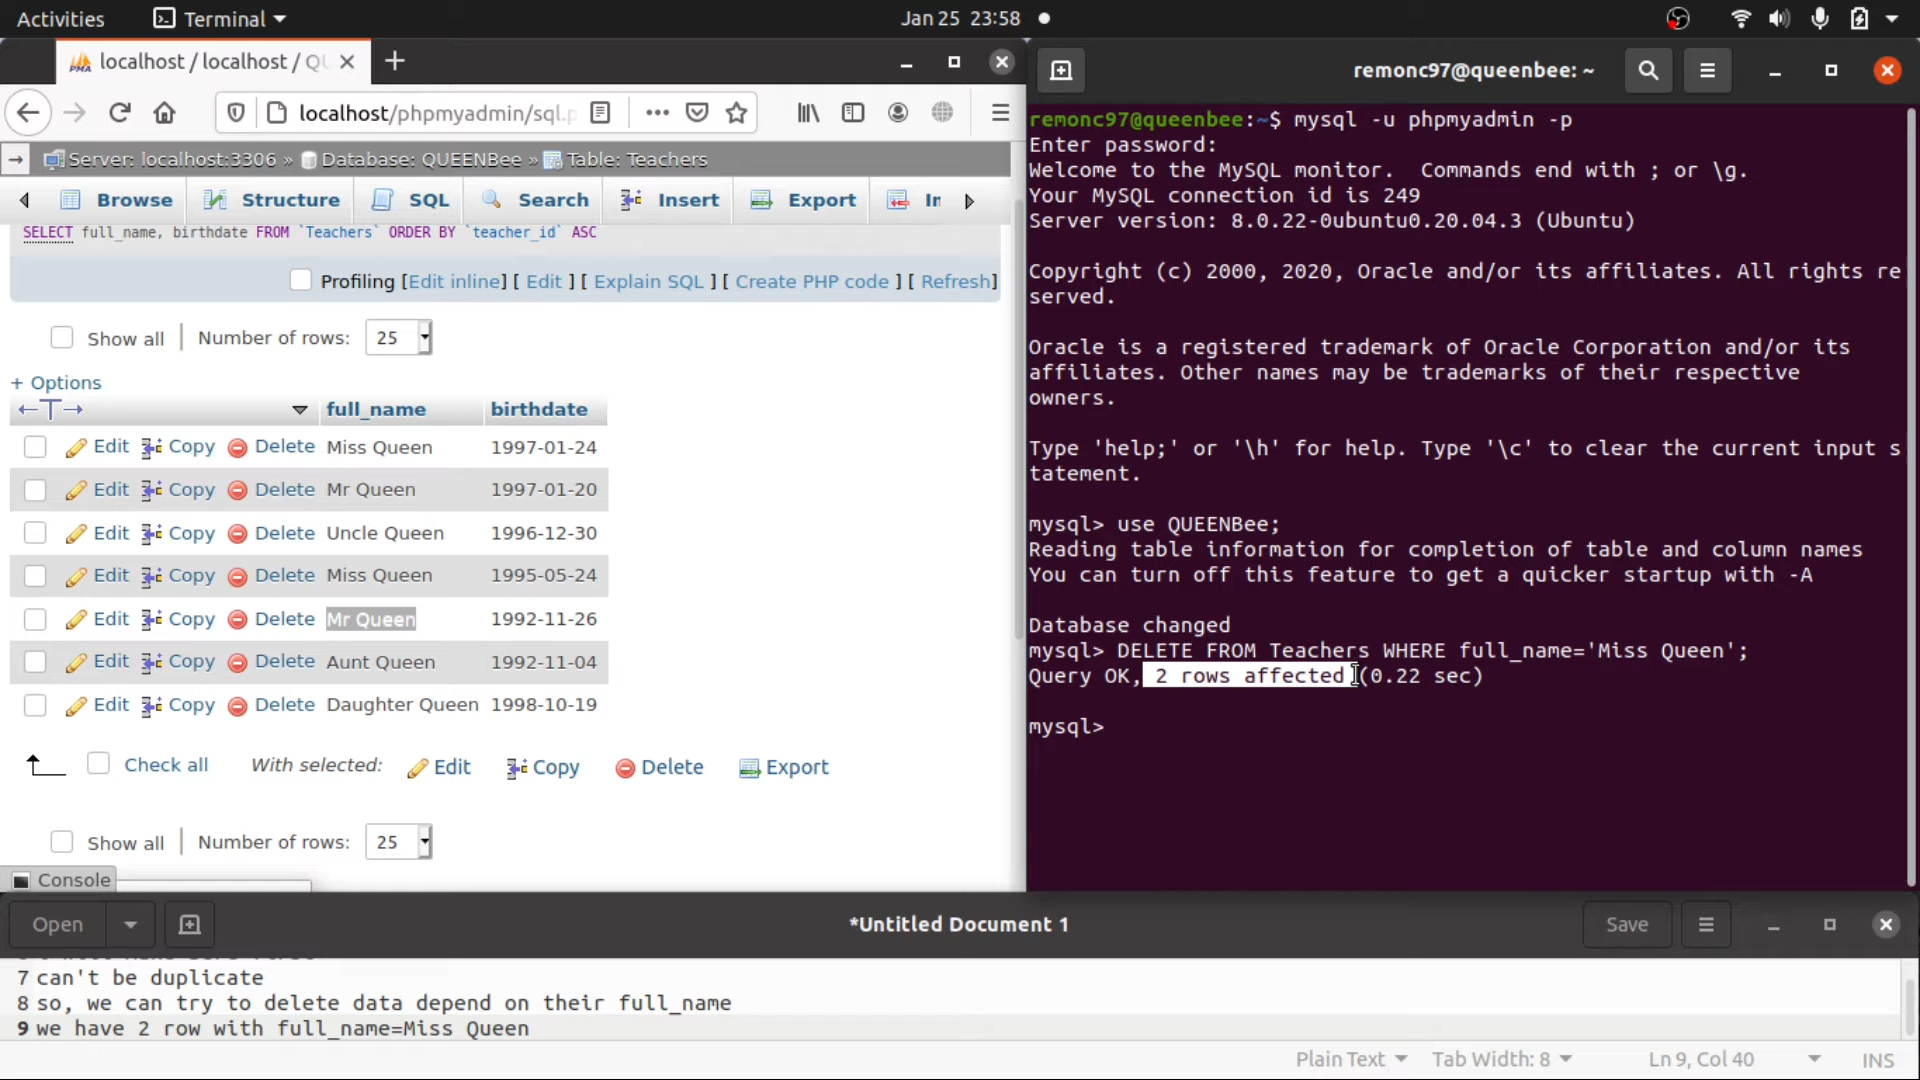 Activities
Terminal
Jan 25 23:58
localhost / localhost / QU
localhost/phpmyadmin/sql.p
Server: localhost:3306 » Database: QUEENBee » Table: Teachers
Browse Structure SQL Search Insert Export
SELECT full_name, birthdate FROM `Teachers` ORDER BY `teacher_id` ASC
Profiling [Edit inline] [ Edit ] [ Explain SQL ] [ Create PHP code ] [ Refresh]
Show all Number of rows: 25
+ Options
full_name birthdate
Edit Copy Delete Miss Queen 1997-01-24
Edit Copy Delete Mr Queen 1997-01-20
Edit Copy Delete Uncle Queen 1996-12-30
Edit Copy Delete Miss Queen 1995-05-24
Edit Copy Delete Mr Queen 1992-11-26
Edit Copy Delete Aunt Queen 1992-11-04
Edit Copy Delete Daughter Queen 1998-10-19
Check all With selected: Edit Copy Delete Export
Show all Number of rows: 25
Console
remonc97@queenbee: ~
remonc97@queenbee:~$ mysql -u phpmyadmin -p
Enter password:
Welcome to the MySQL monitor.  Commands end with ; or \g.
Your MySQL connection id is 249
Server version: 8.0.22-0ubuntu0.20.04.3 (Ubuntu)
Copyright (c) 2000, 2020, Oracle and/or its affiliates. All rights re
served.
Oracle is a registered trademark of Oracle Corporation and/or its
affiliates. Other names may be trademarks of their respective
owners.
Type 'help;' or '\h' for help. Type '\c' to clear the current input s
tatement.
mysql> use QUEENBee;
Reading table information for completion of table and column names
You can turn off this feature to get a quicker startup with -A
Database changed
mysql> DELETE FROM Teachers WHERE full_name='Miss Queen';
Query OK, 2 rows affected (0.22 sec)
mysql>
Open
*Untitled Document 1
Save
7 can't be duplicate
8 so, we can try to delete data depend on their full_name
9 we have 2 row with full_name=Miss Queen
Plain Text Tab Width: 8 Ln 9, Col 40 INS